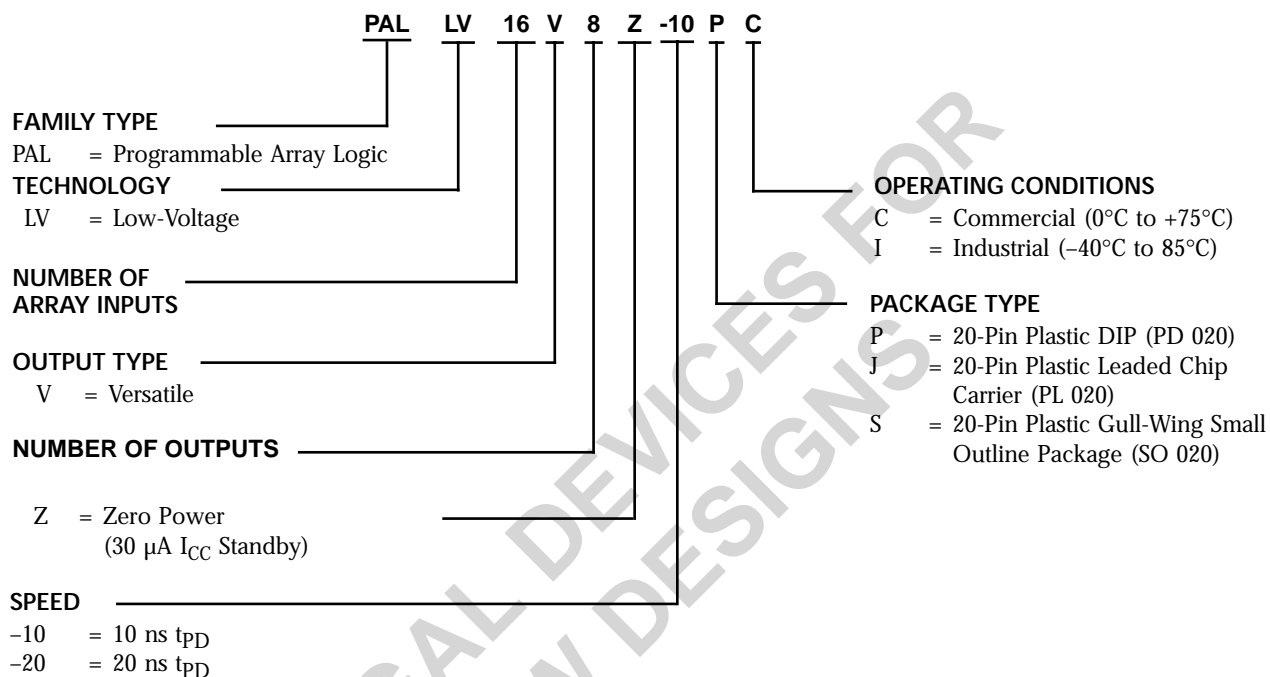 PAL LV 16 V 8 Z -10 P C
FAMILY TYPE
PAL = Programmable Array Logic
TECHNOLOGY
LV = Low-Voltage
NUMBER OF
ARRAY INPUTS
OUTPUT TYPE
V = Versatile
NUMBER OF OUTPUTS
Z = Zero Power
(30 µA ICC Standby)
SPEED
–10 = 10 ns tPD
–20 = 20 ns tPD
OPERATING CONDITIONS
C = Commercial (0°C to +75°C)
I = Industrial (–40°C to 85°C)
PACKAGE TYPE
P = 20-Pin Plastic DIP (PD 020)
J = 20-Pin Plastic Leaded Chip
Carrier (PL 020)
S = 20-Pin Plastic Gull-Wing Small
Outline Package (SO 020)
DEVICES FOR
DESIGNS